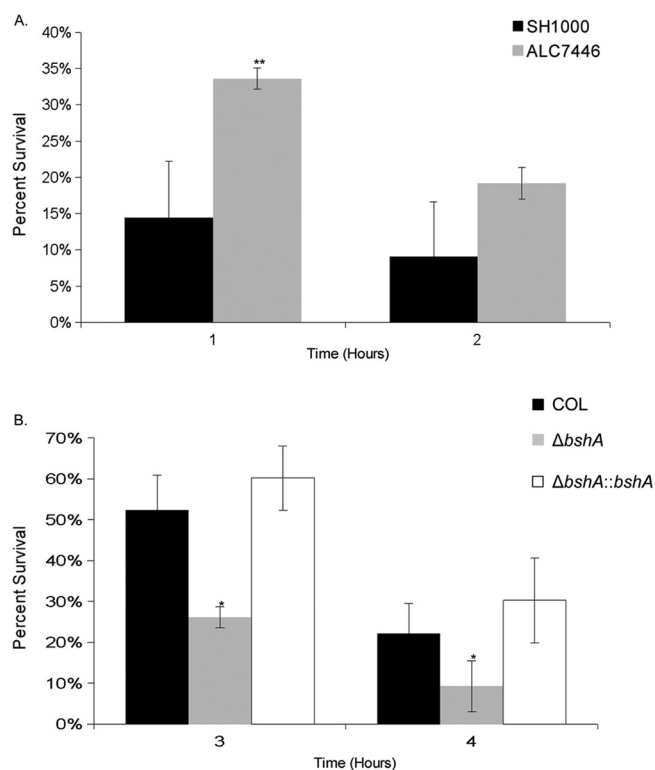 A.
SH1000
ALC7446
40%
35%
30%
25%
20%
15%
10%
5%
0%
Percent Survival
**
1
2
Time (Hours)
B.
COL
ΔbshA
ΔbshA::bshA
70%
60%
50%
40%
30%
20%
10%
0%
Percent Survival
*
*
3
4
Time (Hours)